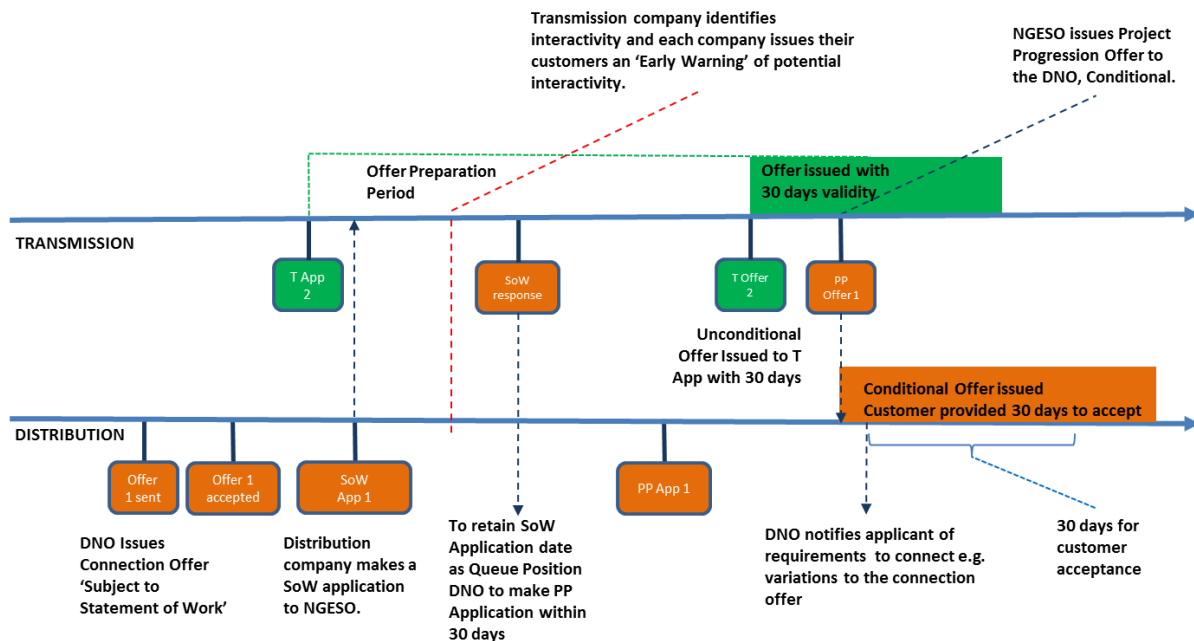 Transmission company identifies
interactivity and each company issues their
customers an ‘Early Warning’ of potential
interactivity.
NGESO issues Project
Progression Offer to
the DNO, Conditional.
Offer Preparation
Period
Offer issued with
30 days validity
TRANSMISSION
T App
2
SoW
response
T Offer
2
PP
Offer 1
Unconditional
Offer Issued to T
App with 30 days
Conditional Offer issued
Customer provided 30 days to accept
DISTRIBUTION
Offer
1 sent
Offer 1
accepted
SoW
App 1
PP App 1
DNO Issues
Connection Offer
‘Subject to
Statement of Work’
Distribution
company makes a
SoW application
to NGESO.
To retain SoW
Application date
as Queue Position
DNO to make PP
Application within
30 days
DNO notifies applicant of
requirements to connect e.g.
variations to the connection
offer
30 days for
customer
acceptance